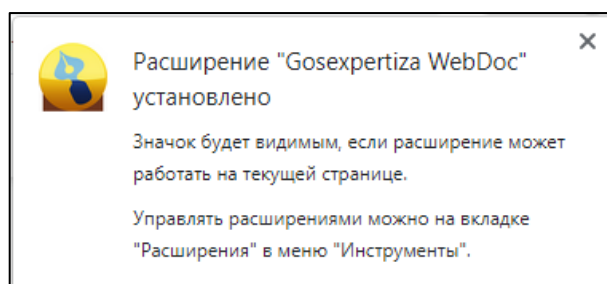 Расширение "Gosexpertiza WebDoc"
установлено
Значок будет видимым, если расширение может
работать на текущей странице.
Управлять расширениями можно на вкладке
"Расширения" в меню "Инструменты".